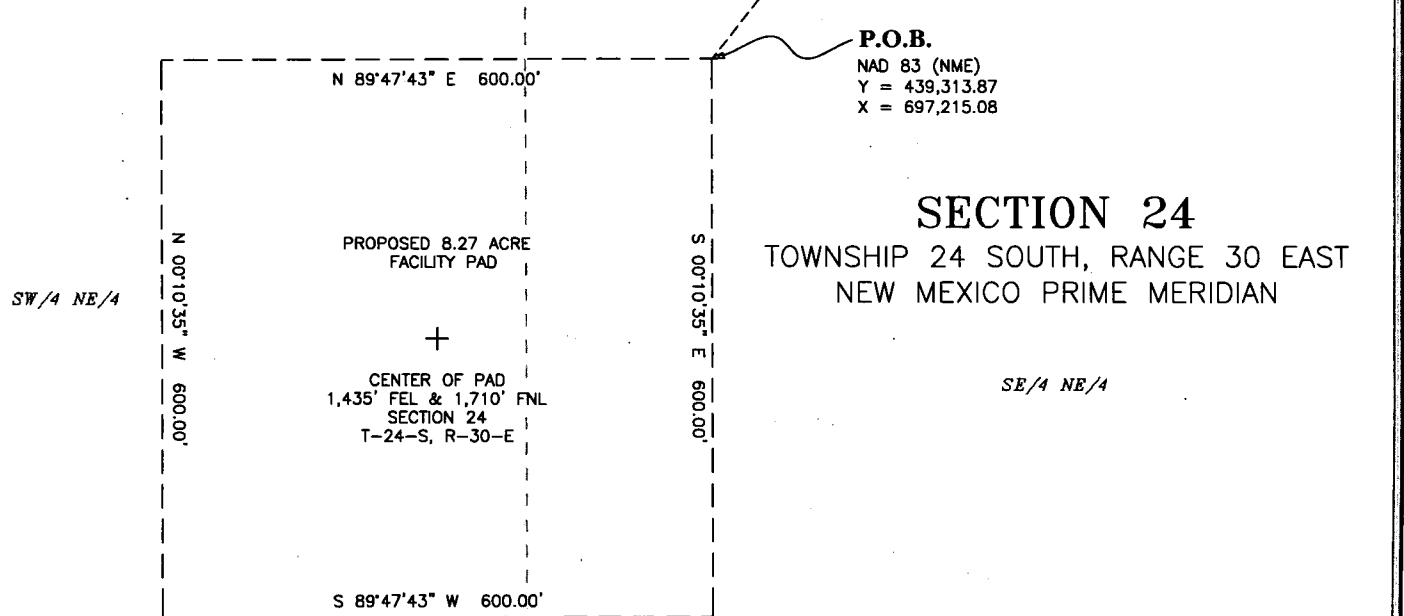 P.O.B.
NAD 83 (NME)
Y = 439,313.87
X = 697,215.08
N 89°47'43" E 600.00'
SECTION 24
TOWNSHIP 24 SOUTH, RANGE 30 EAST
NEW MEXICO PRIME MERIDIAN
PROPOSED 8.27 ACRE
FACILITY PAD
N 00°10'35" W 600.00'
S 00°10'35" E 600.00'
SW/4 NE/4
CENTER OF PAD
1,435' FEL & 1,710' FNL
SECTION 24
T-24-S, R-30-E
SE/4 NE/4
S 89°47'43" W 600.00'